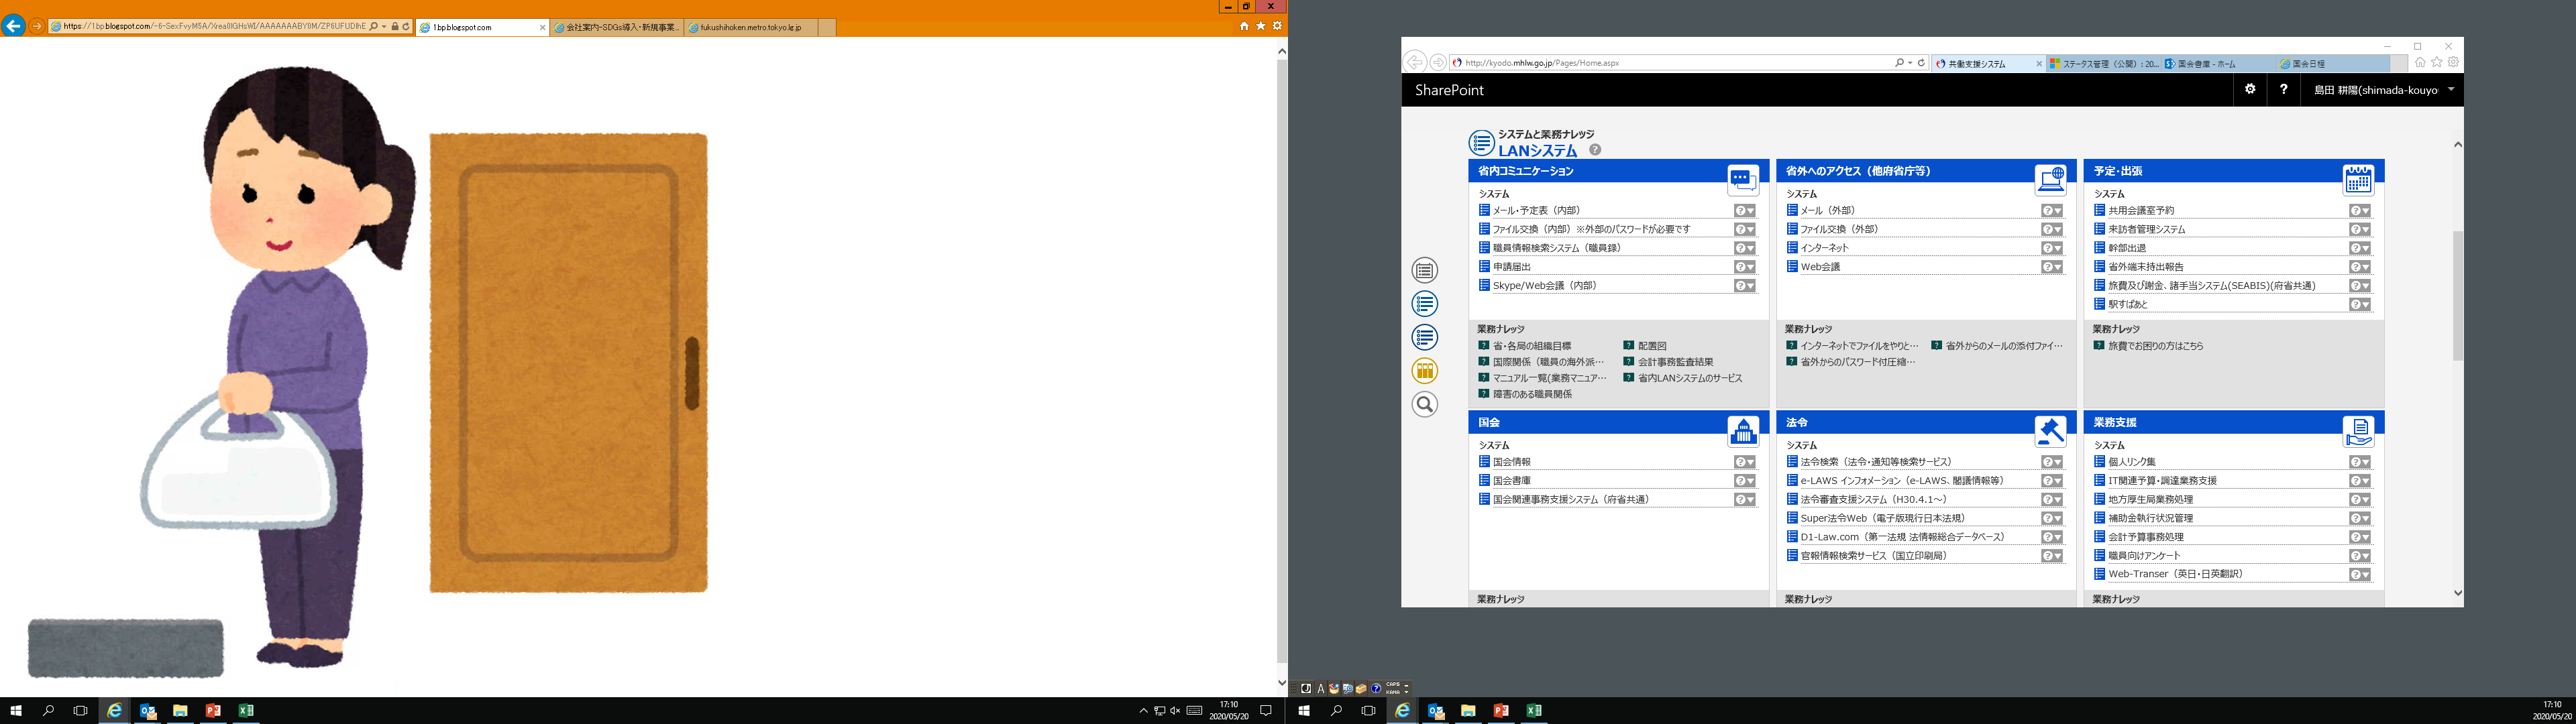 1bp.blogspot.com
会社案内-SDGs導入・新規事業...
fukushihoken.metro.tokyo.lg.jp
http://kyodo.mhlw.go.jp/Pages/Home.aspx
共働支援システム
ステータス管理（公開）: 20...
国会書庫 - ホーム
国会日程
SharePoint
?
島田 耕陽(shimada-kouyo
システムと業務ナレッジ
LANシステム
省内コミュニケーション
システム
メール・予定表（内部）
ファイル交換（内部）※外部のパスワードが必要です
職員情報検索システム（職員録）
申請届出
Skype/Web会議（内部）
業務ナレッジ
省・各局の組織目標
配置図
国際関係（職員の海外派…
会計事務監査結果
マニュアル一覧(業務マニュア…
省内LANシステムのサービス
障害のある職員関係
省外へのアクセス（他府省庁等）
システム
メール（外部）
ファイル交換（外部）
インターネット
Web会議
業務ナレッジ
インターネットでファイルをやりと…
省外からのメールの添付ファイ…
省外からのパスワード付圧縮…
予定・出張
システム
共用会議室予約
来訪者管理システム
幹部出退
省外端末持出報告
旅費及び謝金、諸手当システム(SEABIS)(府省共通)
駅すぱあと
業務ナレッジ
旅費でお困りの方はこちら
国会
システム
国会情報
国会書庫
国会関連事務支援システム（府省共通）
業務ナレッジ
法令
システム
法令検索（法令・通知等検索サービス）
e-LAWS インフォメーション（e-LAWS、閣議情報等）
法令審査支援システム（H30.4.1～）
Super法令Web（電子版現行日本法規）
D1-Law.com（第一法規 法情報総合データベース）
官報情報検索サービス（国立印刷局）
業務ナレッジ
業務支援
システム
個人リンク集
IT関連予算・調達業務支援
地方厚生局業務処理
補助金執行状況管理
会計予算事務処理
職員向けアンケート
Web-Transer（英日・日英翻訳）
業務ナレッジ
A
CAPS
KANA
17:10
2020/05/20
17:10
2020/05/20